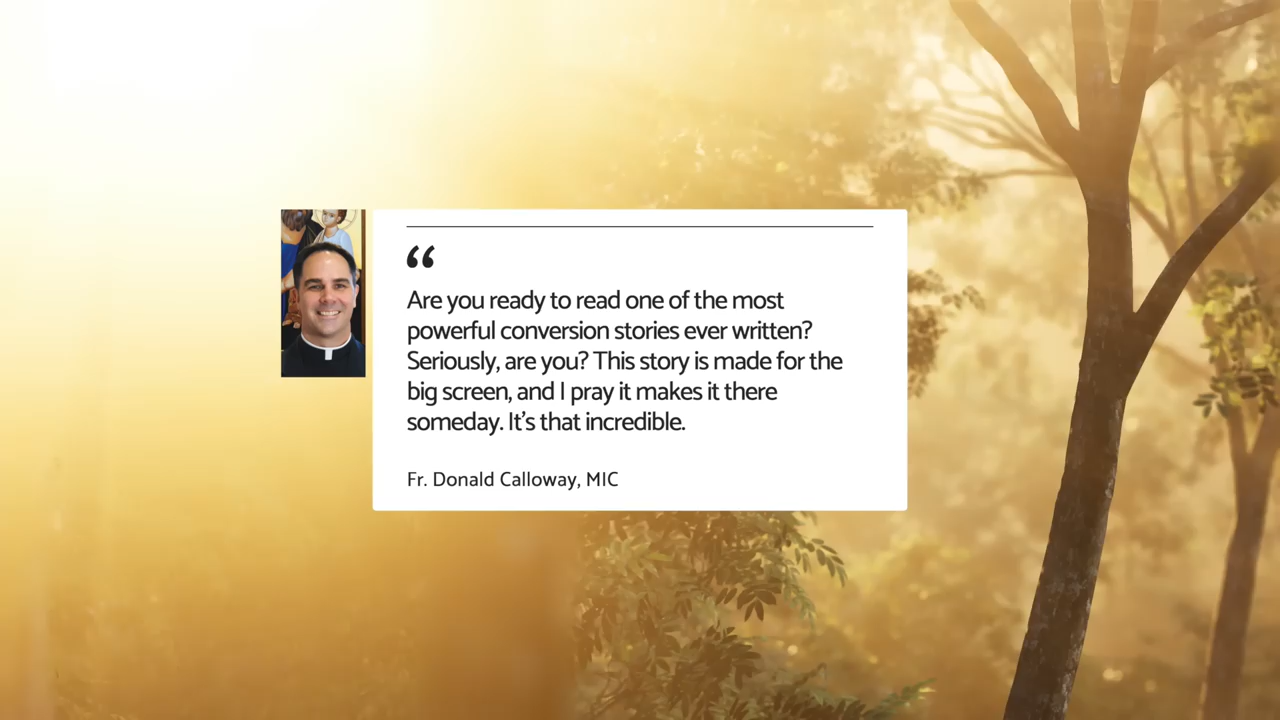 “
Are you ready to read one of the most
powerful conversion stories ever written?
Seriously, are you? This story is made for the
big screen, and I pray it makes it there
someday. It’s that incredible.
Fr. Donald Calloway, MIC